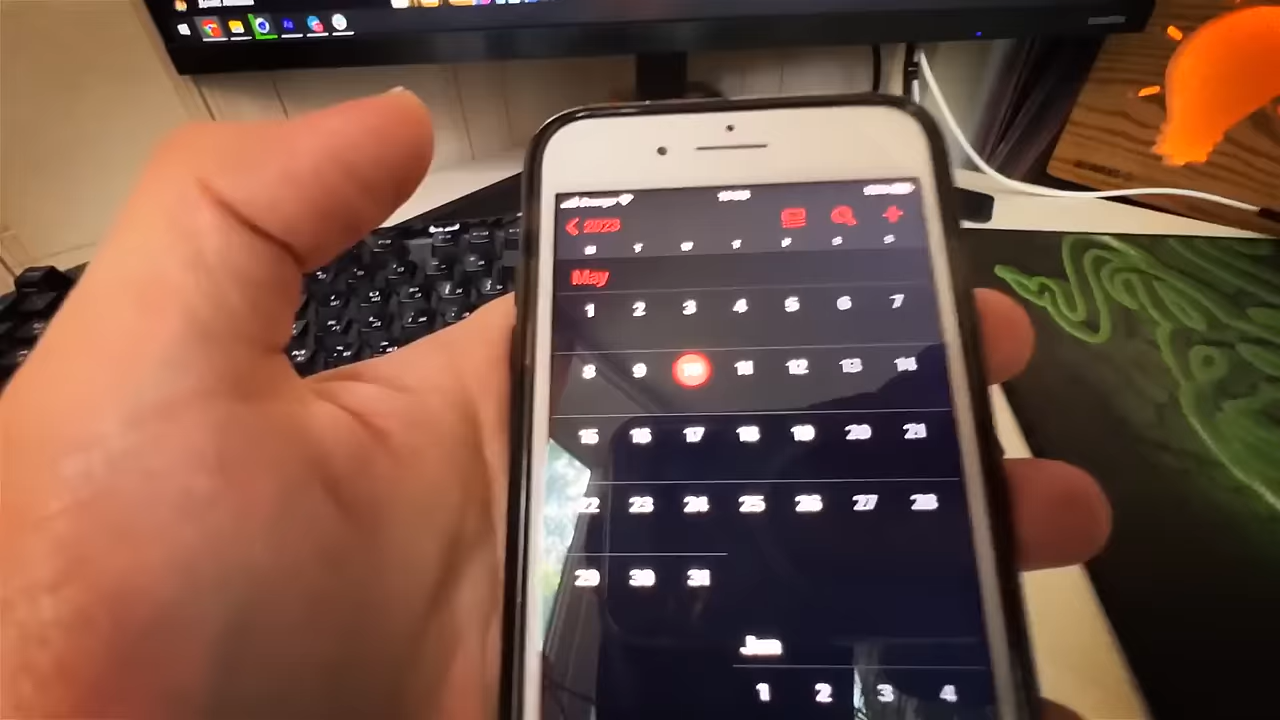 Orange
2023
M T W T F S S
May
1 2 3 4 5 6 7
8 9 10 11 12 13 14
15 16 17 18 19 20 21
22 23 24 25 26 27 28
29 30 31
Jun
1 2 3 4